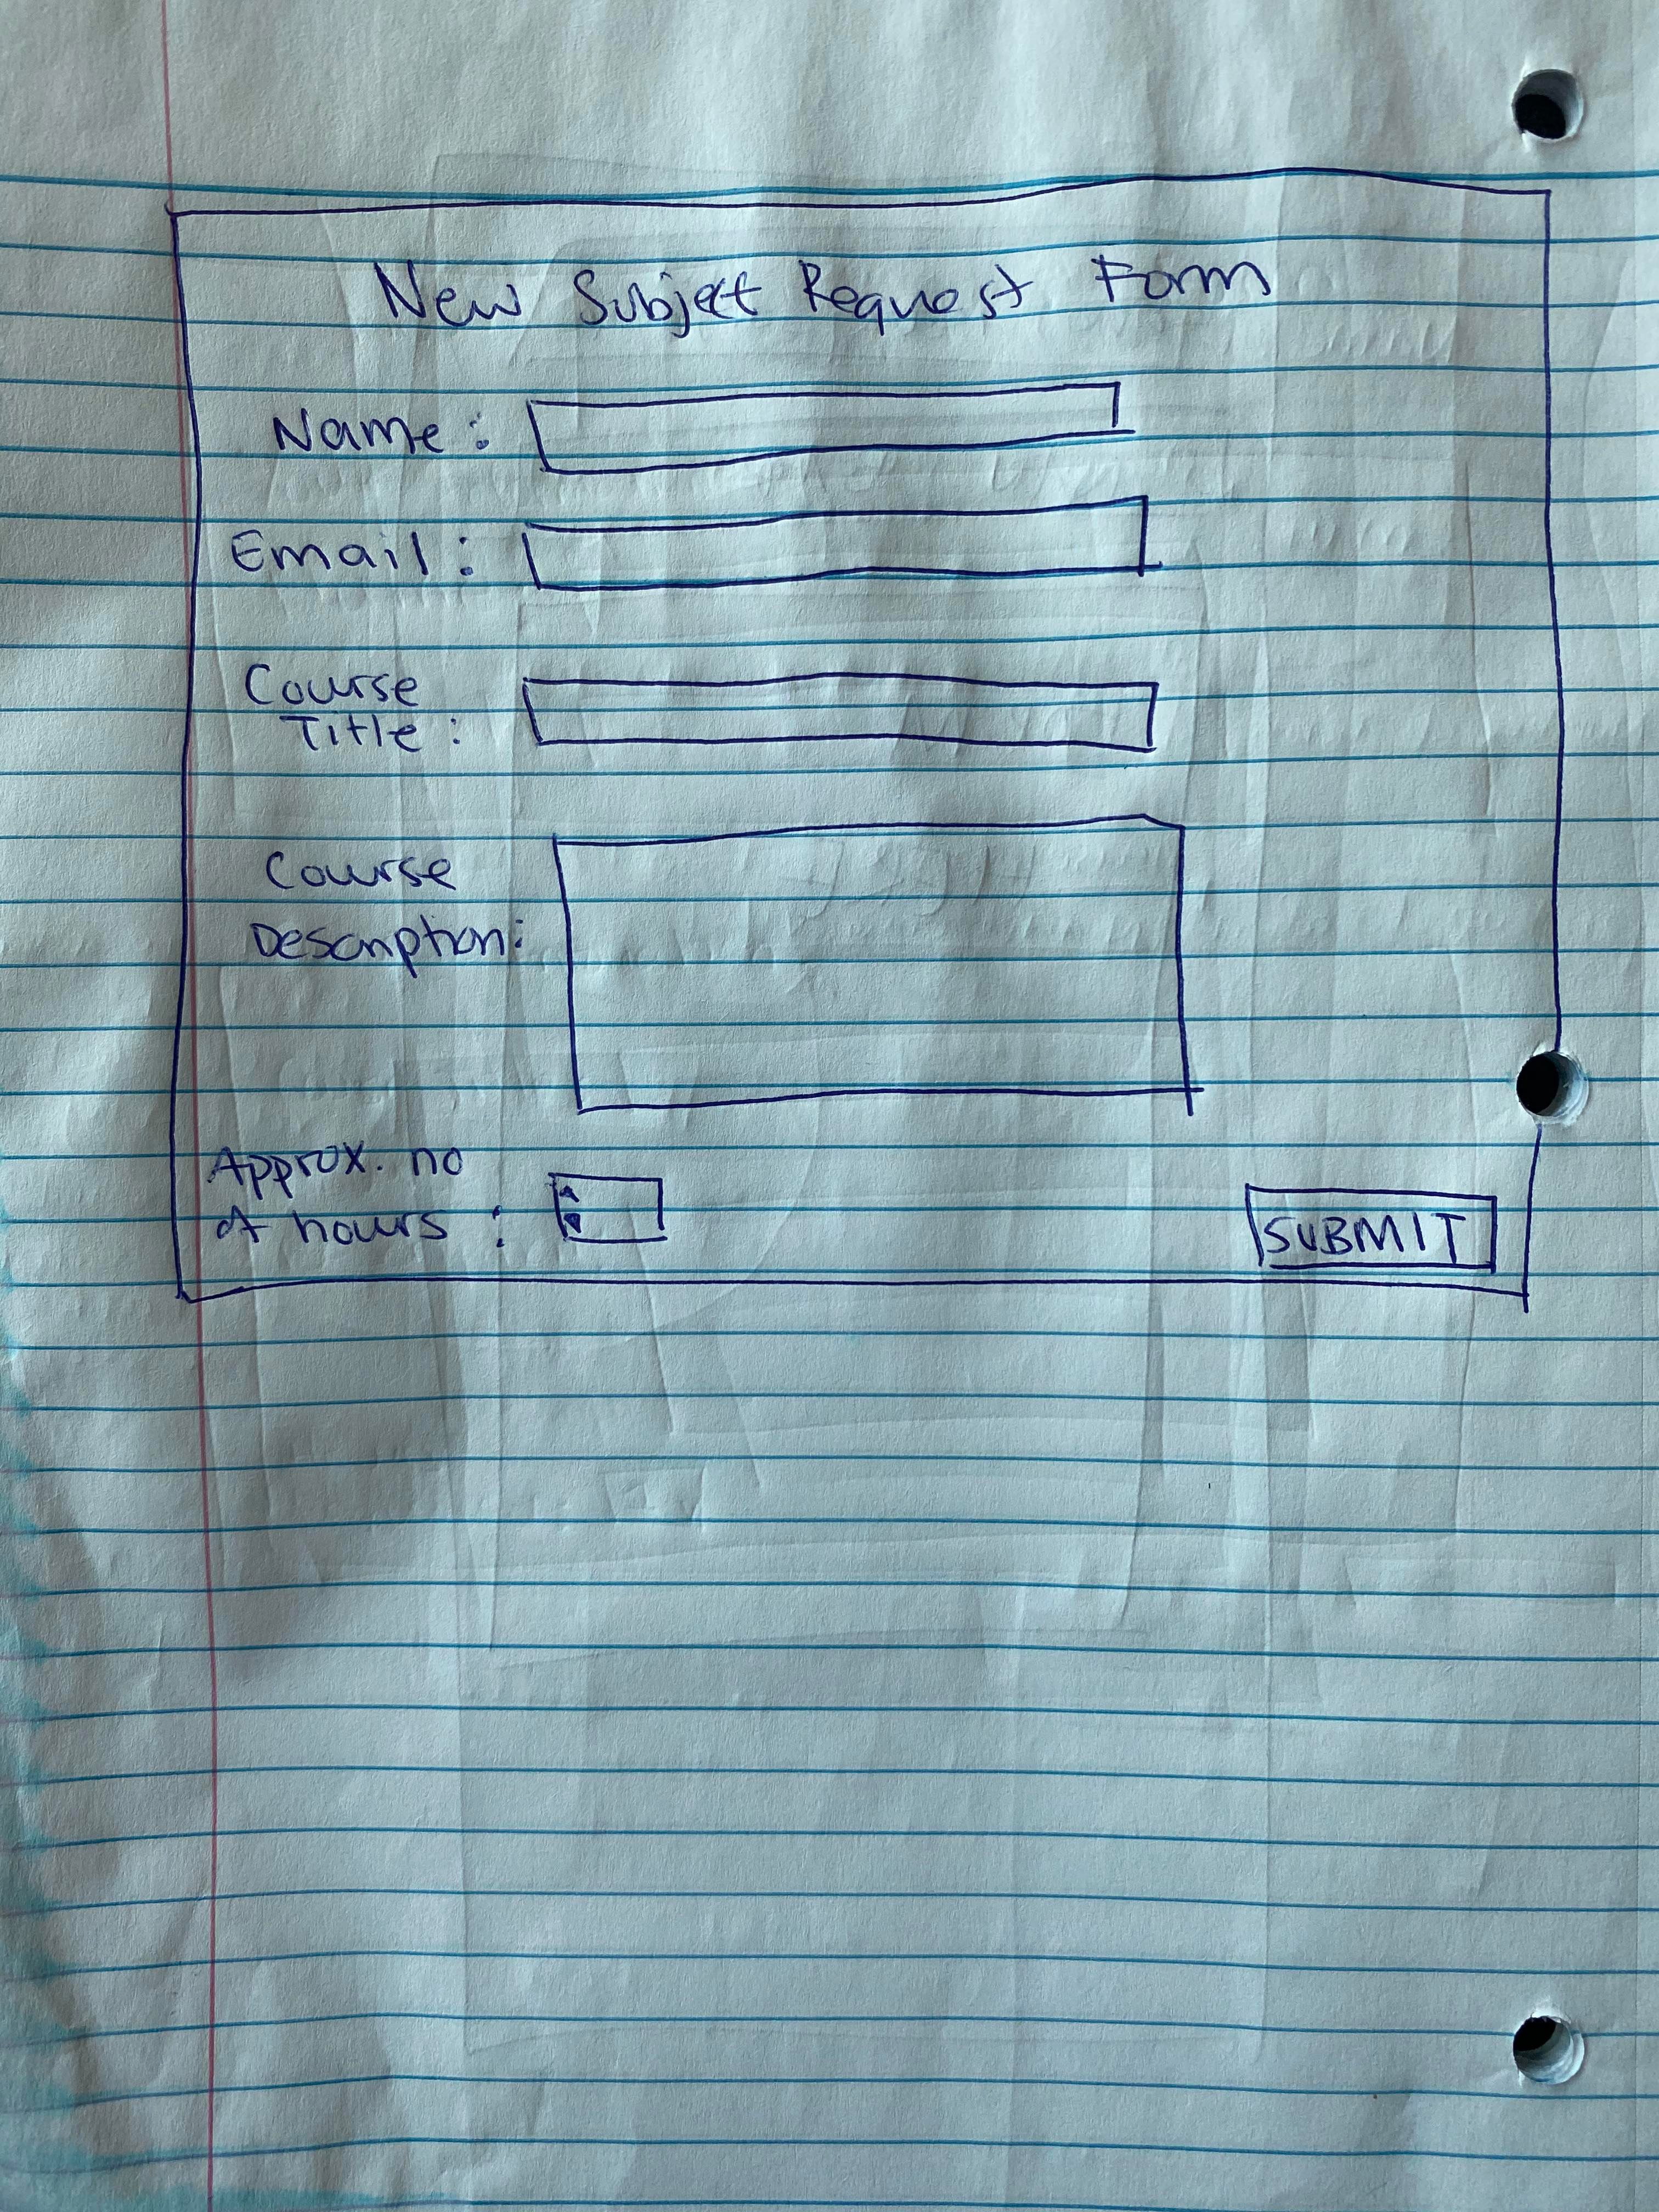 New Subject Request Form
Name :
Email :
Course
Title :
Course
Description:
Approx. no
of hours :
SUBMIT